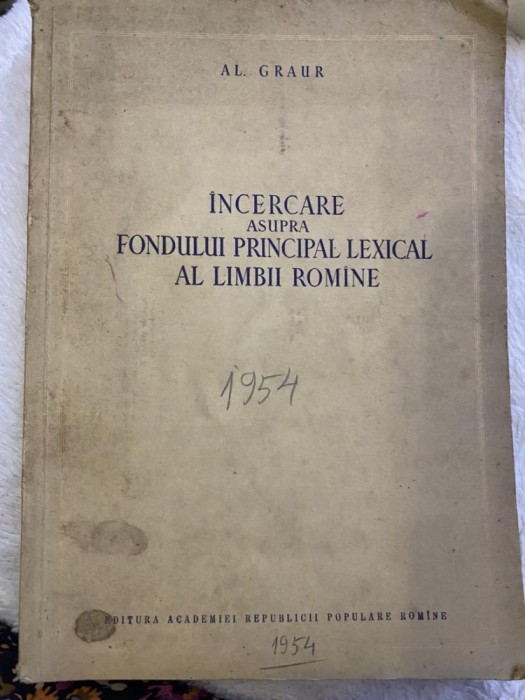 AL. GRAUR
ÎNCERCARE
ASUPRA
FONDULUI PRINCIPAL LEXICAL
AL LIMBII ROMÎNE
1954
EDITURA ACADEMIEI REPUBLICII POPULARE ROMÎNE
1954